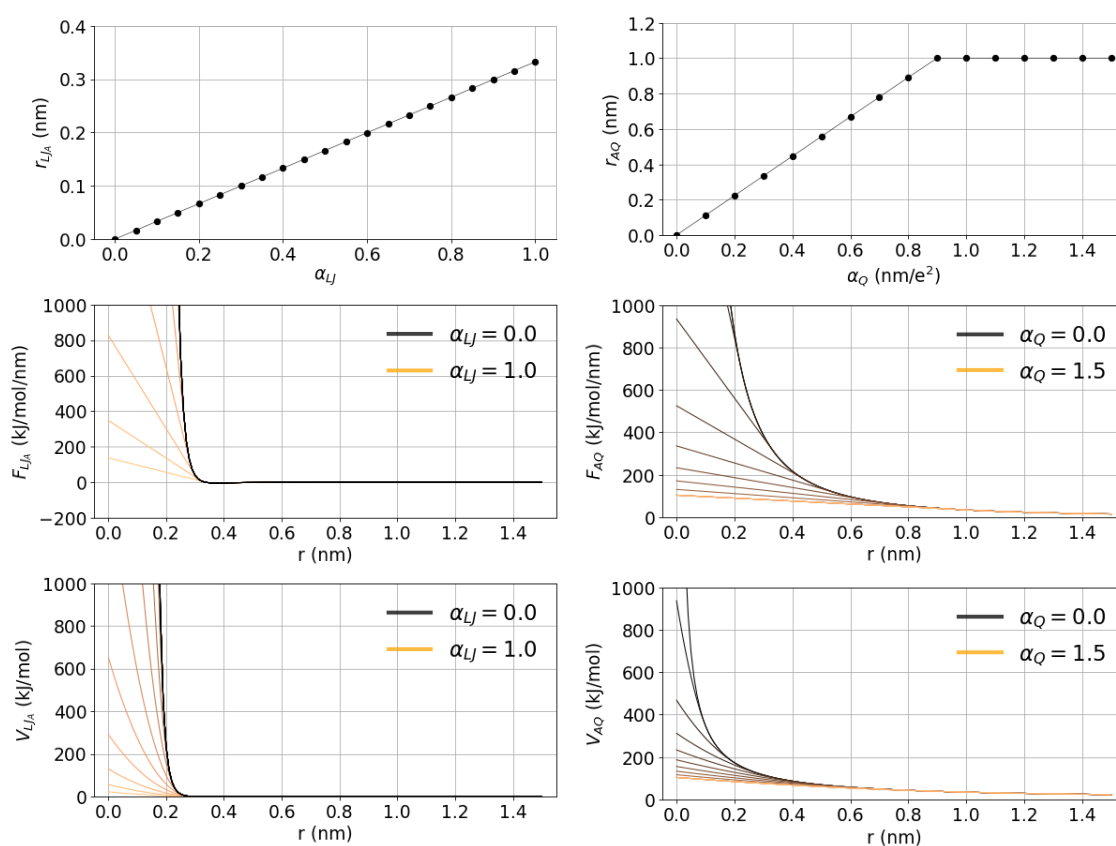 0.4
0.3
0.2
0.1
0.0
r_{LJ_A} (nm)
0.0 0.2 0.4 0.6 0.8 1.0
α_{LJ}
1.2
1.0
0.8
0.6
0.4
0.2
0.0
r_{AQ} (nm)
0.0 0.2 0.4 0.6 0.8 1.0 1.2 1.4
α_Q (nm/e²)
1000
800
600
400
200
0
−200
F_{LJ_A} (kJ/mol/nm)
α_{LJ} = 0.0
α_{LJ} = 1.0
0.0 0.2 0.4 0.6 0.8 1.0 1.2 1.4
r (nm)
1000
800
600
400
200
0
F_{AQ} (kJ/mol/nm)
α_Q = 0.0
α_Q = 1.5
0.0 0.2 0.4 0.6 0.8 1.0 1.2 1.4
r (nm)
1000
800
600
400
200
0
V_{LJ_A} (kJ/mol)
α_{LJ} = 0.0
α_{LJ} = 1.0
0.0 0.2 0.4 0.6 0.8 1.0 1.2 1.4
r (nm)
1000
800
600
400
200
0
V_{AQ} (kJ/mol)
α_Q = 0.0
α_Q = 1.5
0.0 0.2 0.4 0.6 0.8 1.0 1.2 1.4
r (nm)